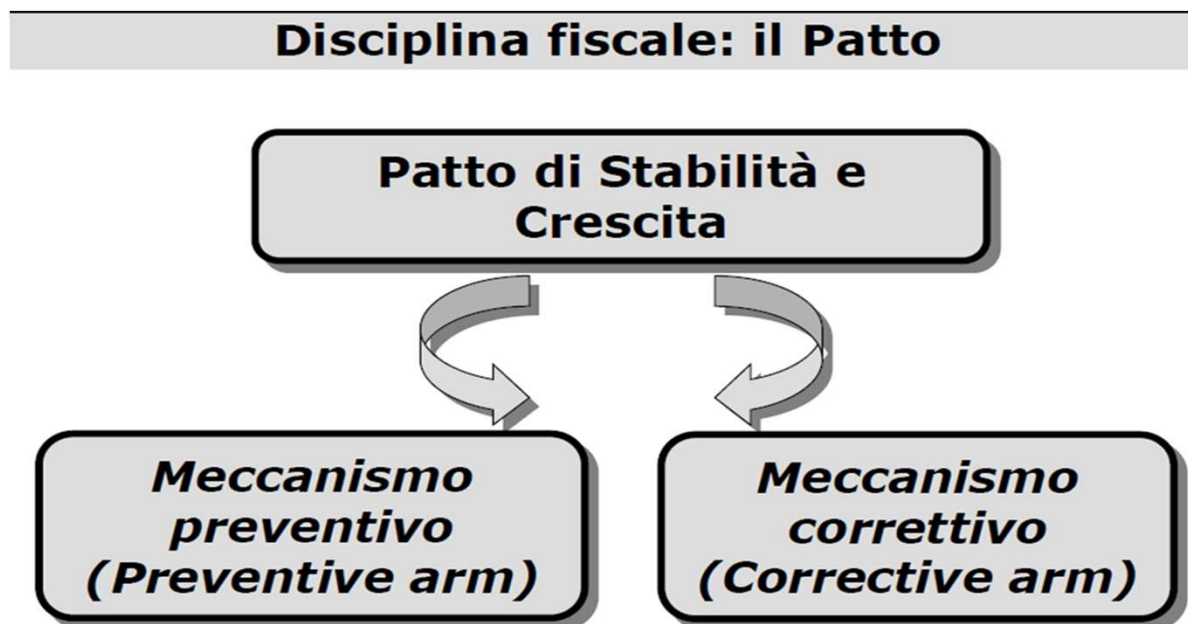 Disciplina fiscale: il Patto
Patto di Stabilità e
Crescita
Meccanismo
preventivo
(Preventive arm)
Meccanismo
correttivo
(Corrective arm)